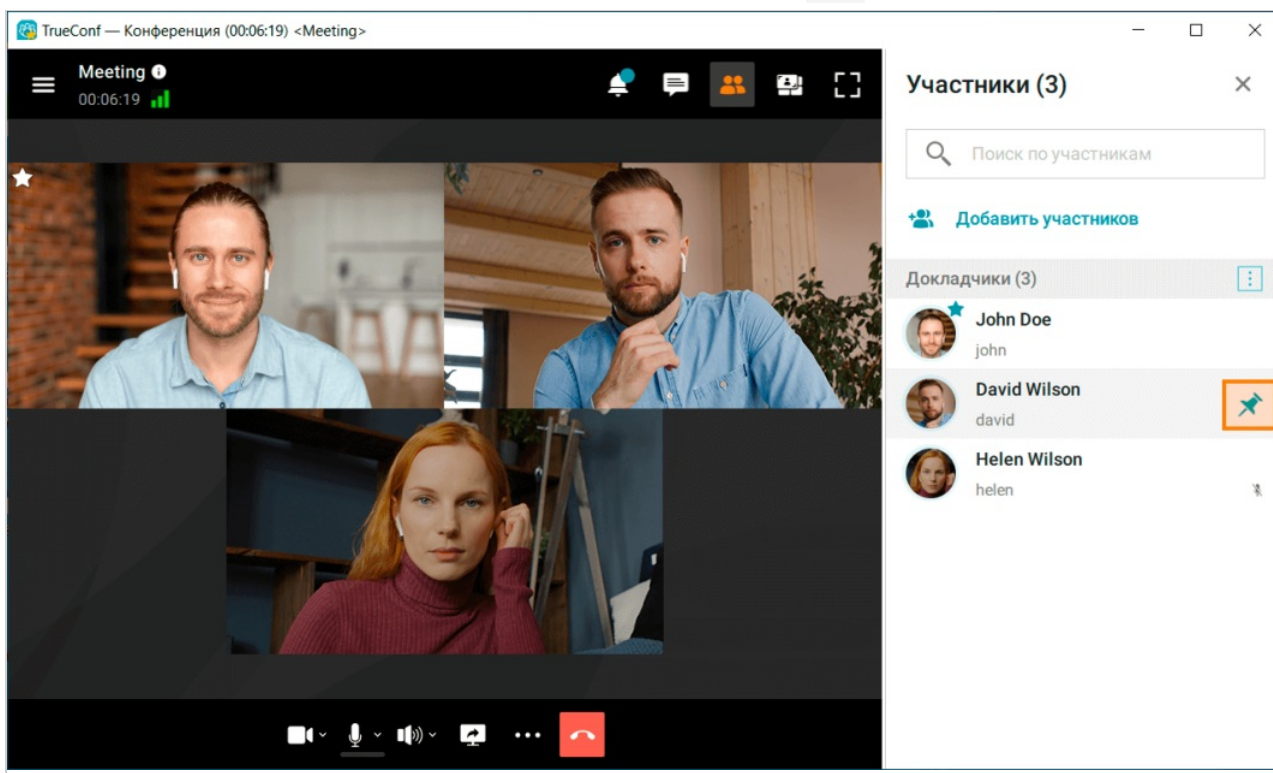 TrueConf — Конференция (00:06:19) <Meeting>
Meeting
00:06:19
Участники (3)
Поиск по участникам
Добавить участников
Докладчики (3)
John Doe
john
David Wilson
david
Helen Wilson
helen